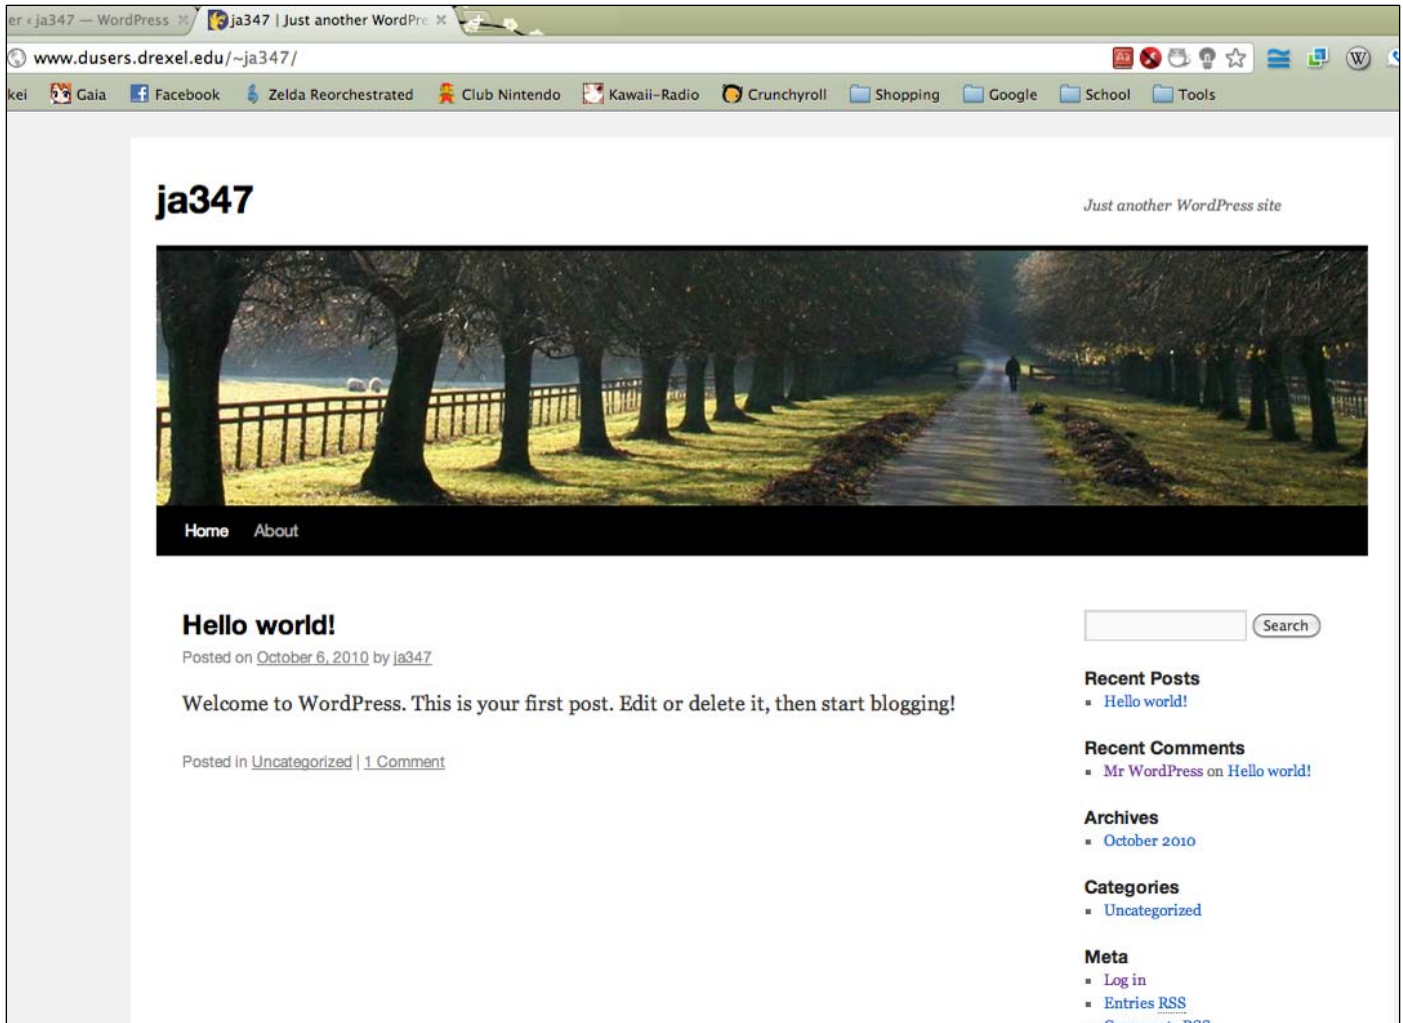 er ‹ ja347 — WordPress
ja347 | Just another WordPre
www.dusers.drexel.edu/~ja347/
kei Gaia Facebook Zelda Reorchestrated Club Nintendo Kawaii-Radio Crunchyroll Shopping Google School Tools
ja347
Just another WordPress site
Home About
Hello world!
Posted on October 6, 2010 by ja347
Welcome to WordPress. This is your first post. Edit or delete it, then start blogging!
Posted in Uncategorized | 1 Comment
Search
Recent Posts
Hello world!
Recent Comments
Mr WordPress on Hello world!
Archives
October 2010
Categories
Uncategorized
Meta
Log in
Entries RSS